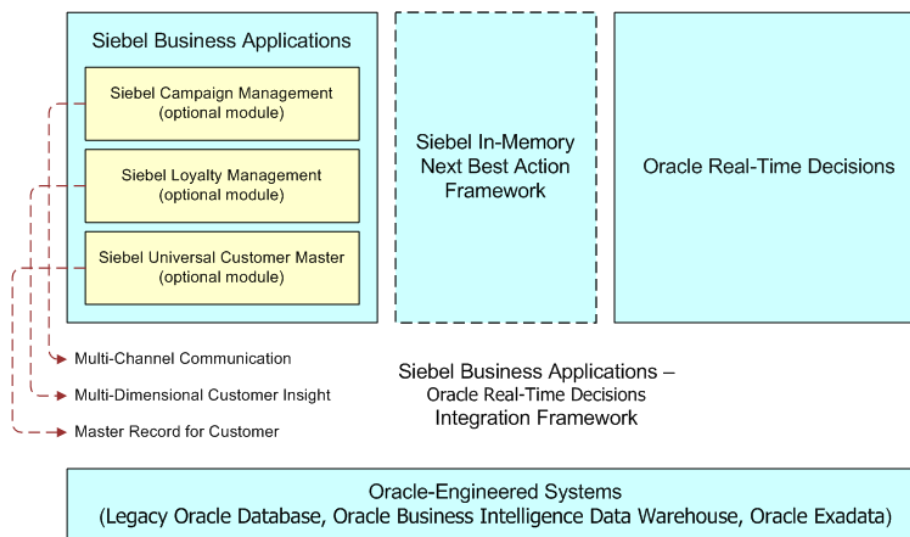 Siebel Business Applications
Siebel Campaign Management
(optional module)
Siebel Loyalty Management
(optional module)
Siebel Universal Customer Master
(optional module)
Siebel In-Memory
Next Best Action
Framework
Oracle Real-Time Decisions
Multi-Channel Communication
Multi-Dimensional Customer Insight
Master Record for Customer
Siebel Business Applications –
Oracle Real-Time Decisions
Integration Framework
Oracle-Engineered Systems
(Legacy Oracle Database, Oracle Business Intelligence Data Warehouse, Oracle Exadata)